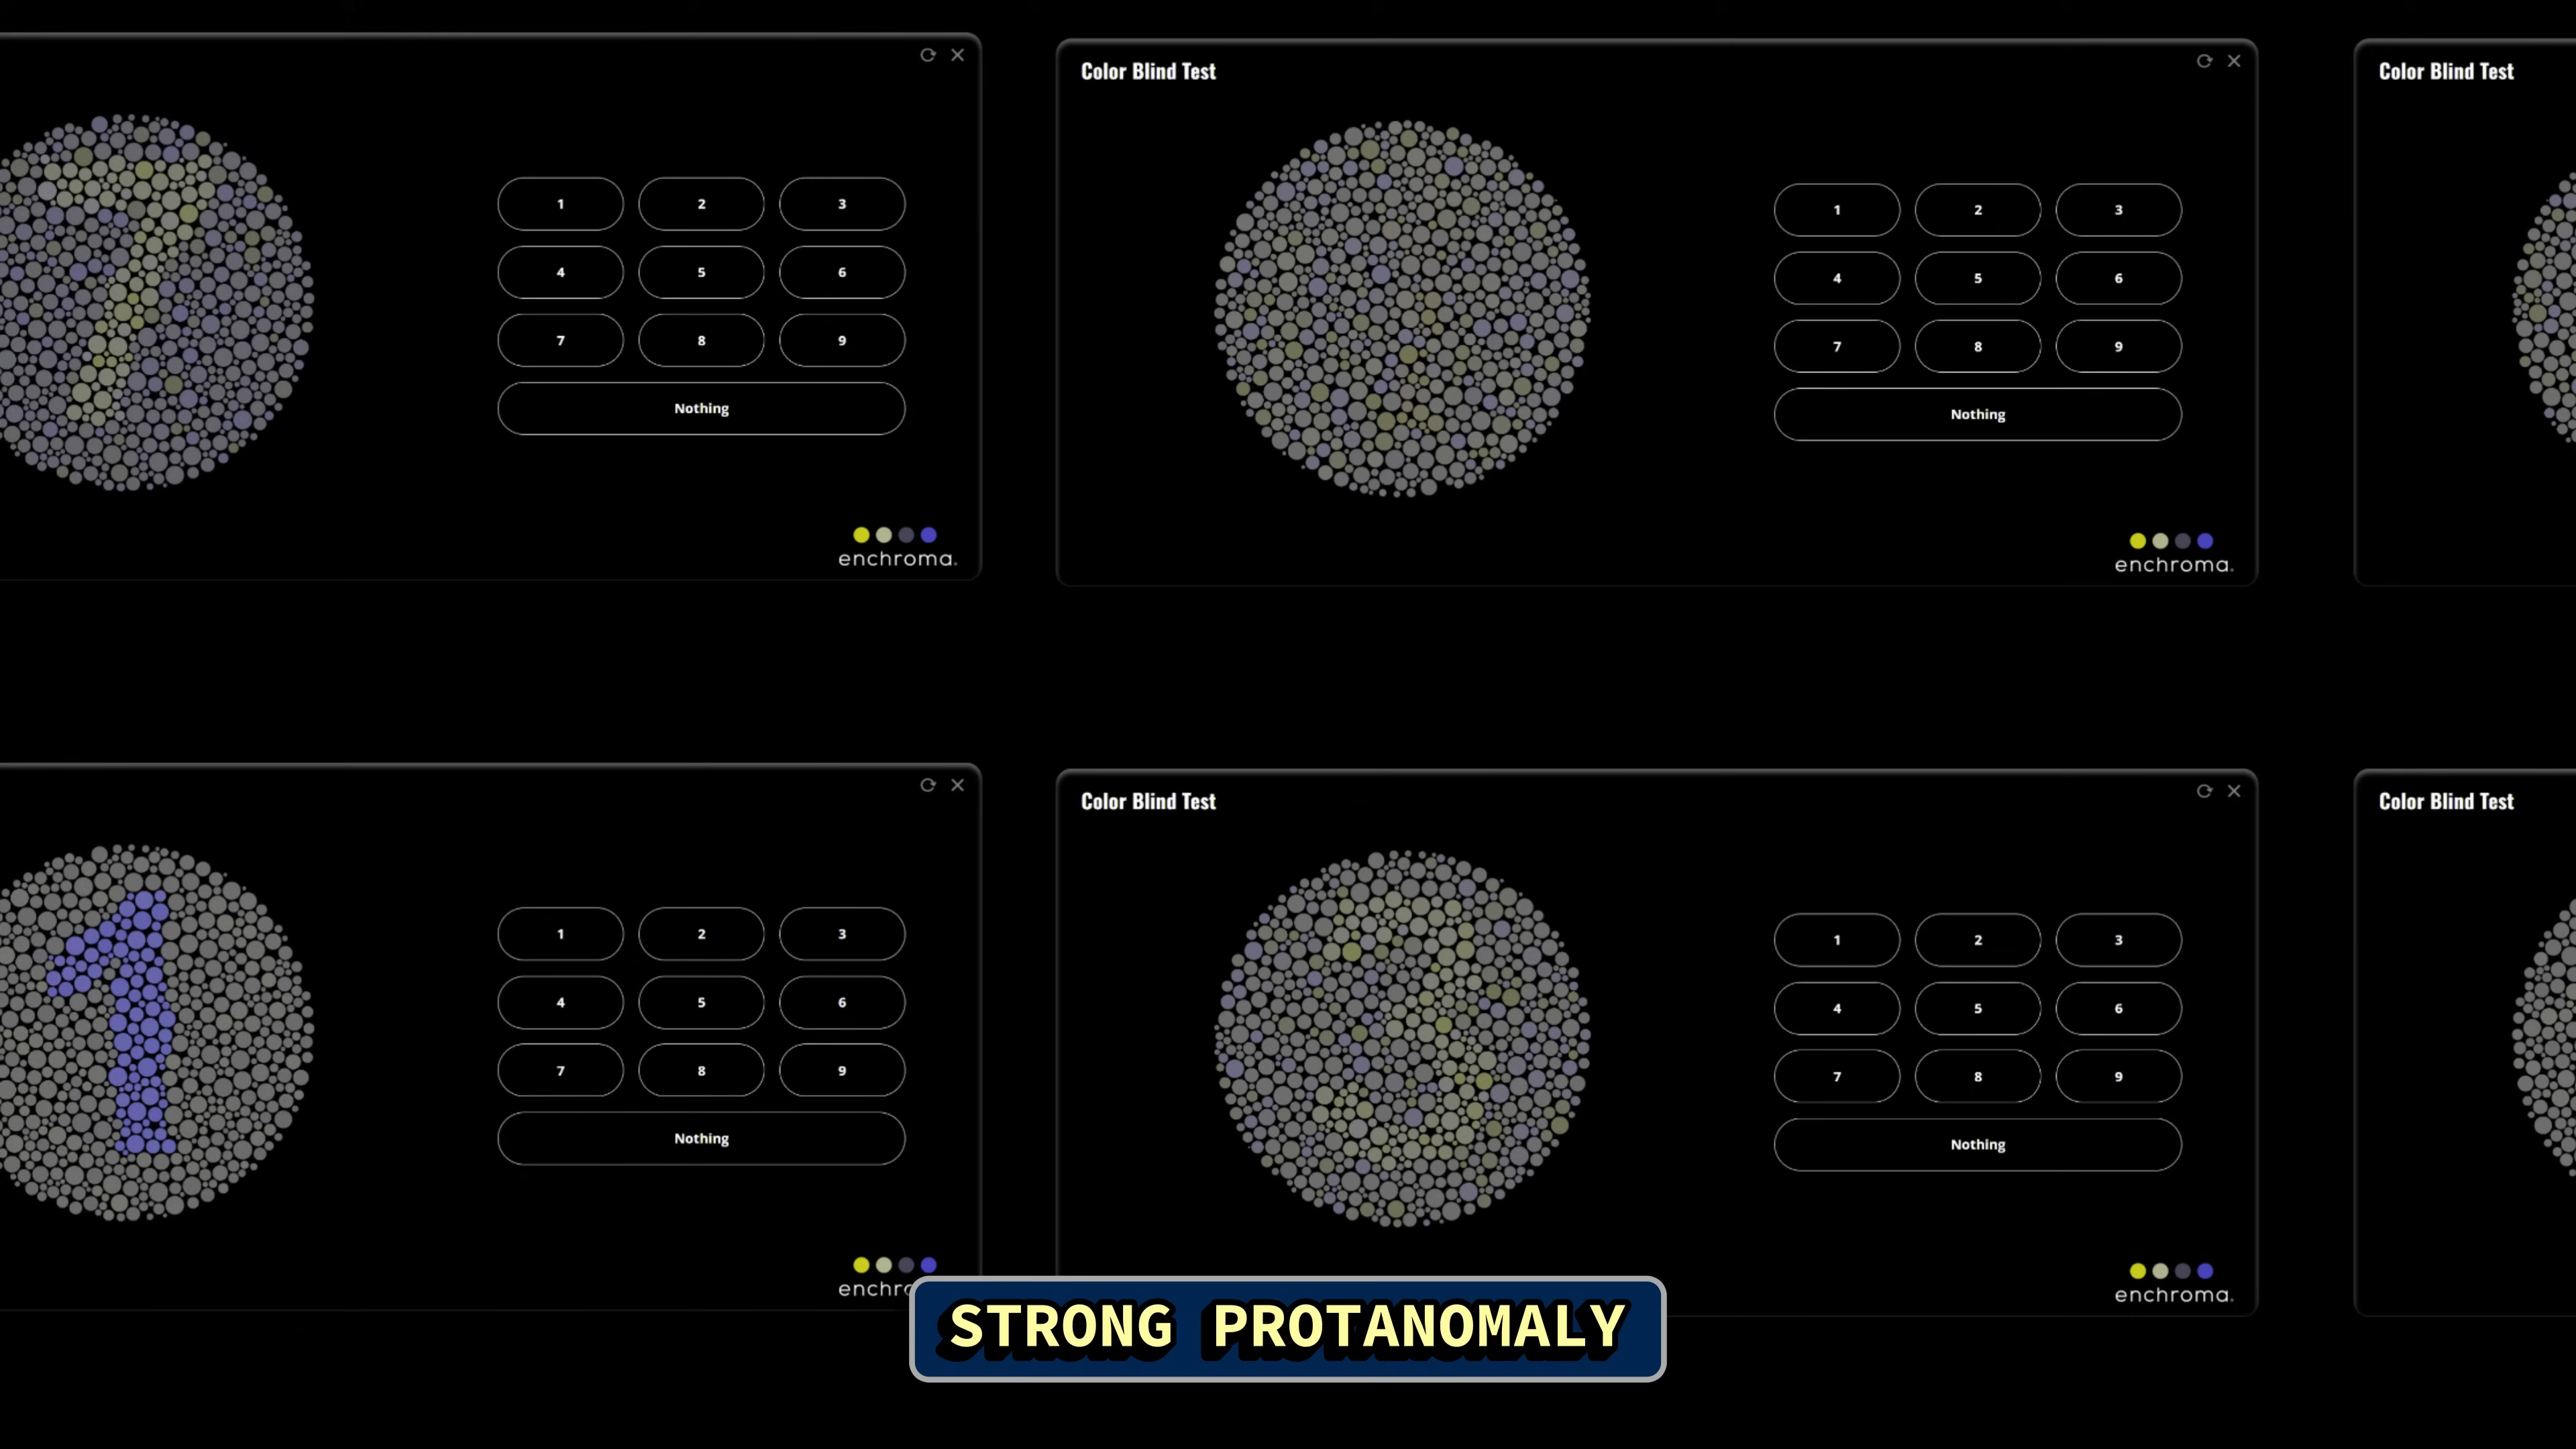 Color Blind Test
Color Blind Test
1 2 3
4 5 6
7 8 9
Nothing
enchroma.
1 2 3
4 5 6
7 8 9
Nothing
enchroma.
7
Color Blind Test
Color Blind Test
1 2 3
4 5 6
7 8 9
Nothing
enchro
1 2 3
4 5 6
7 8 9
Nothing
enchroma.
1
STRONG PROTANOMALY